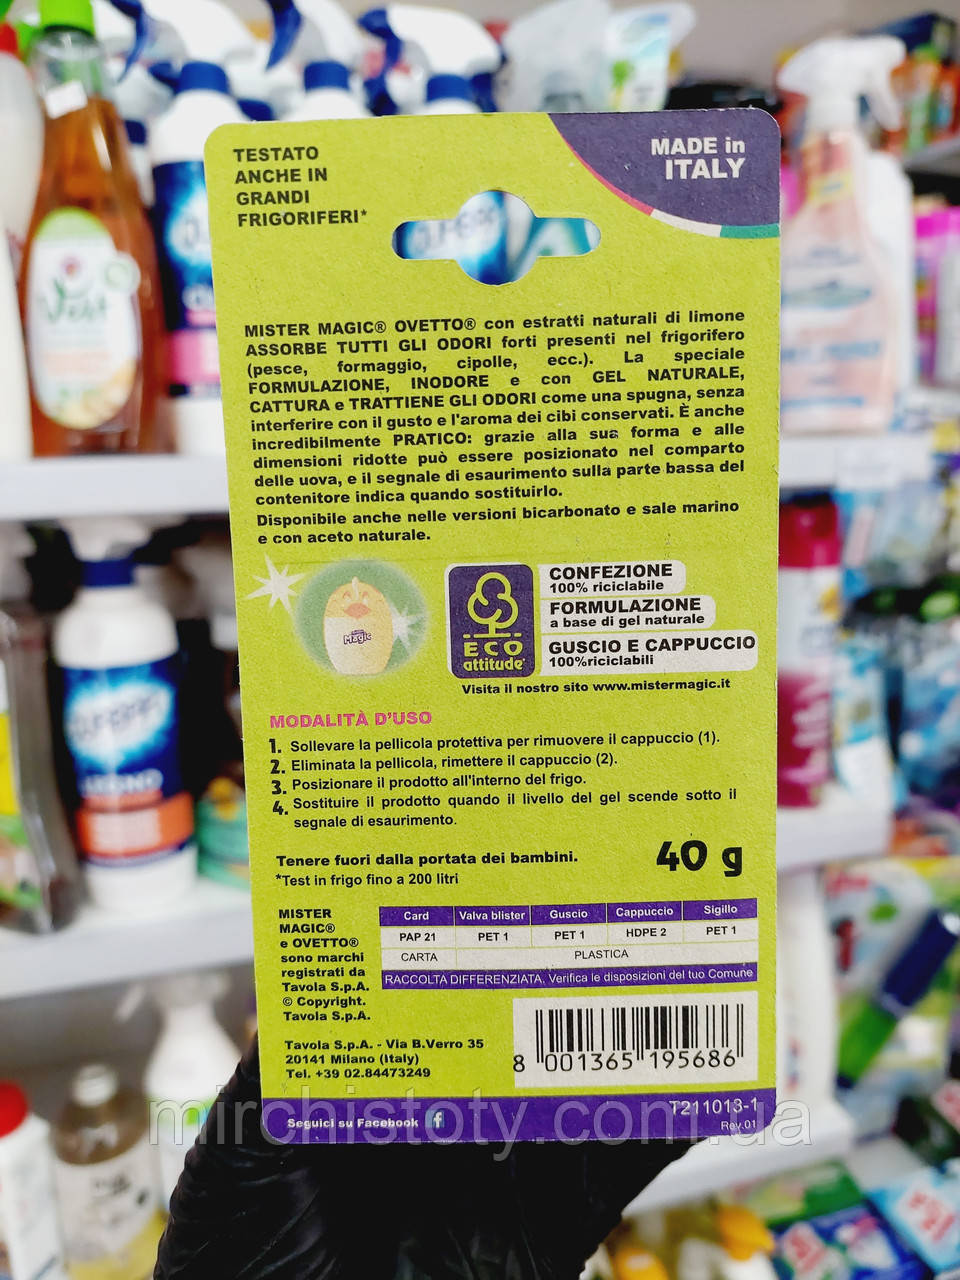 TESTATO
ANCHE IN
GRANDI
FRIGORIFERI*
MADE in
ITALY
MISTER MAGIC® OVETTO® con estratti naturali di limone
ASSORBE TUTTI GLI ODORI forti presenti nel frigorifero
(pesce, formaggio, cipolle, ecc.). La speciale
FORMULAZIONE, INODORE e con GEL NATURALE,
CATTURA e TRATTIENE GLI ODORI come una spugna, senza
interferire con il gusto e l'aroma dei cibi conservati. È anche
incredibilmente PRATICO: grazie alla sua forma e alle
dimensioni ridotte può essere posizionato nel comparto
delle uova, e il segnale di esaurimento sulla parte bassa del
contenitore indica quando sostituirlo.
Disponibile anche nelle versioni bicarbonato e sale marino
e con aceto naturale.
Magic
ECO
attitude
CONFEZIONE
100% riciclabile
FORMULAZIONE
a base di gel naturale
GUSCIO E CAPPUCCIO
100%riciclabili
Visita il nostro sito www.mistermagic.it
MODALITÀ D'USO
1. Sollevare la pellicola protettiva per rimuovere il cappuccio (1).
2. Eliminata la pellicola, rimettere il cappuccio (2).
3. Posizionare il prodotto all'interno del frigo.
4. Sostituire il prodotto quando il livello del gel scende sotto il
segnale di esaurimento.
Tenere fuori dalla portata dei bambini.
*Test in frigo fino a 200 litri
40 g
MISTER
MAGIC®
e OVETTO®
sono marchi
registrati da
Tavola S.p.A.
© Copyright.
Tavola S.p.A.
Card Valva blister Guscio Cappuccio Sigillo
PAP 21 PET 1 PET 1 HDPE 2 PET 1
CARTA PLASTICA
RACCOLTA DIFFERENZIATA. Verifica le disposizioni del tuo Comune
Tavola S.p.A. - Via B.Verro 35
20141 Milano (Italy)
Tel. +39 02.84473249
8 001365 195686
Seguici su Facebook f
T211013-1
Rev.01
mirchistoty.com.ua